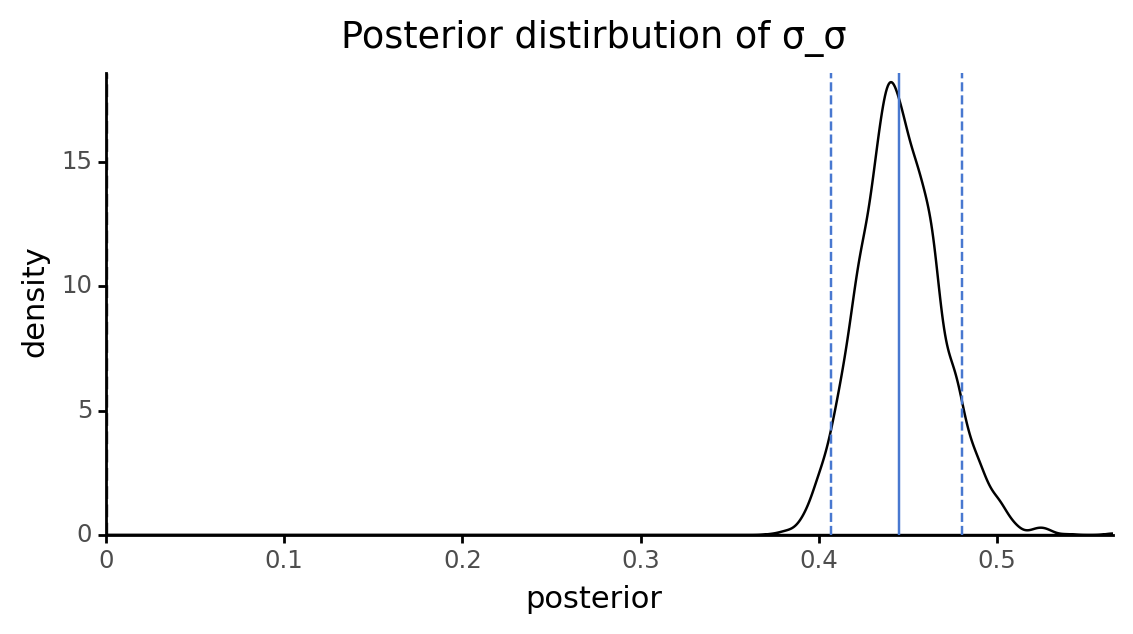 Posterior distirbution of σ_σ
15
10
5
0
density
0 0.1 0.2 0.3 0.4 0.5
posterior